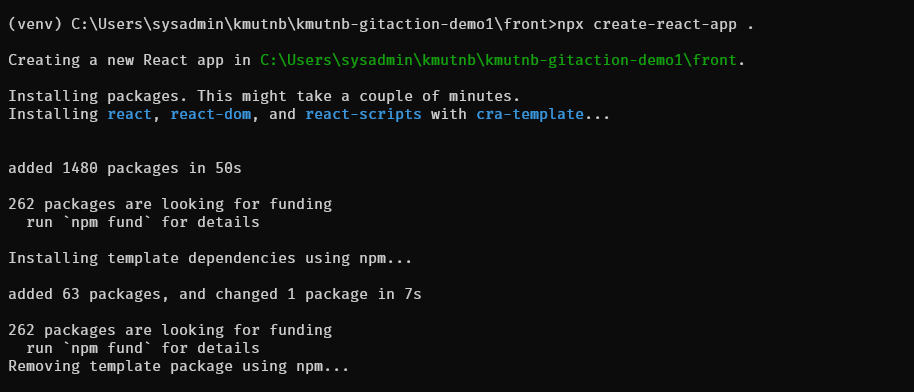 (venv) C:\Users\sysadmin\kmutnb\kmutnb-gitaction-demo1\front>npx create-react-app .
Creating a new React app in C:\Users\sysadmin\kmutnb\kmutnb-gitaction-demo1\front.
Installing packages. This might take a couple of minutes.
Installing react, react-dom, and react-scripts with cra-template...
added 1480 packages in 50s
262 packages are looking for funding
  run `npm fund` for details
Installing template dependencies using npm...
added 63 packages, and changed 1 package in 7s
262 packages are looking for funding
  run `npm fund` for details
Removing template package using npm...